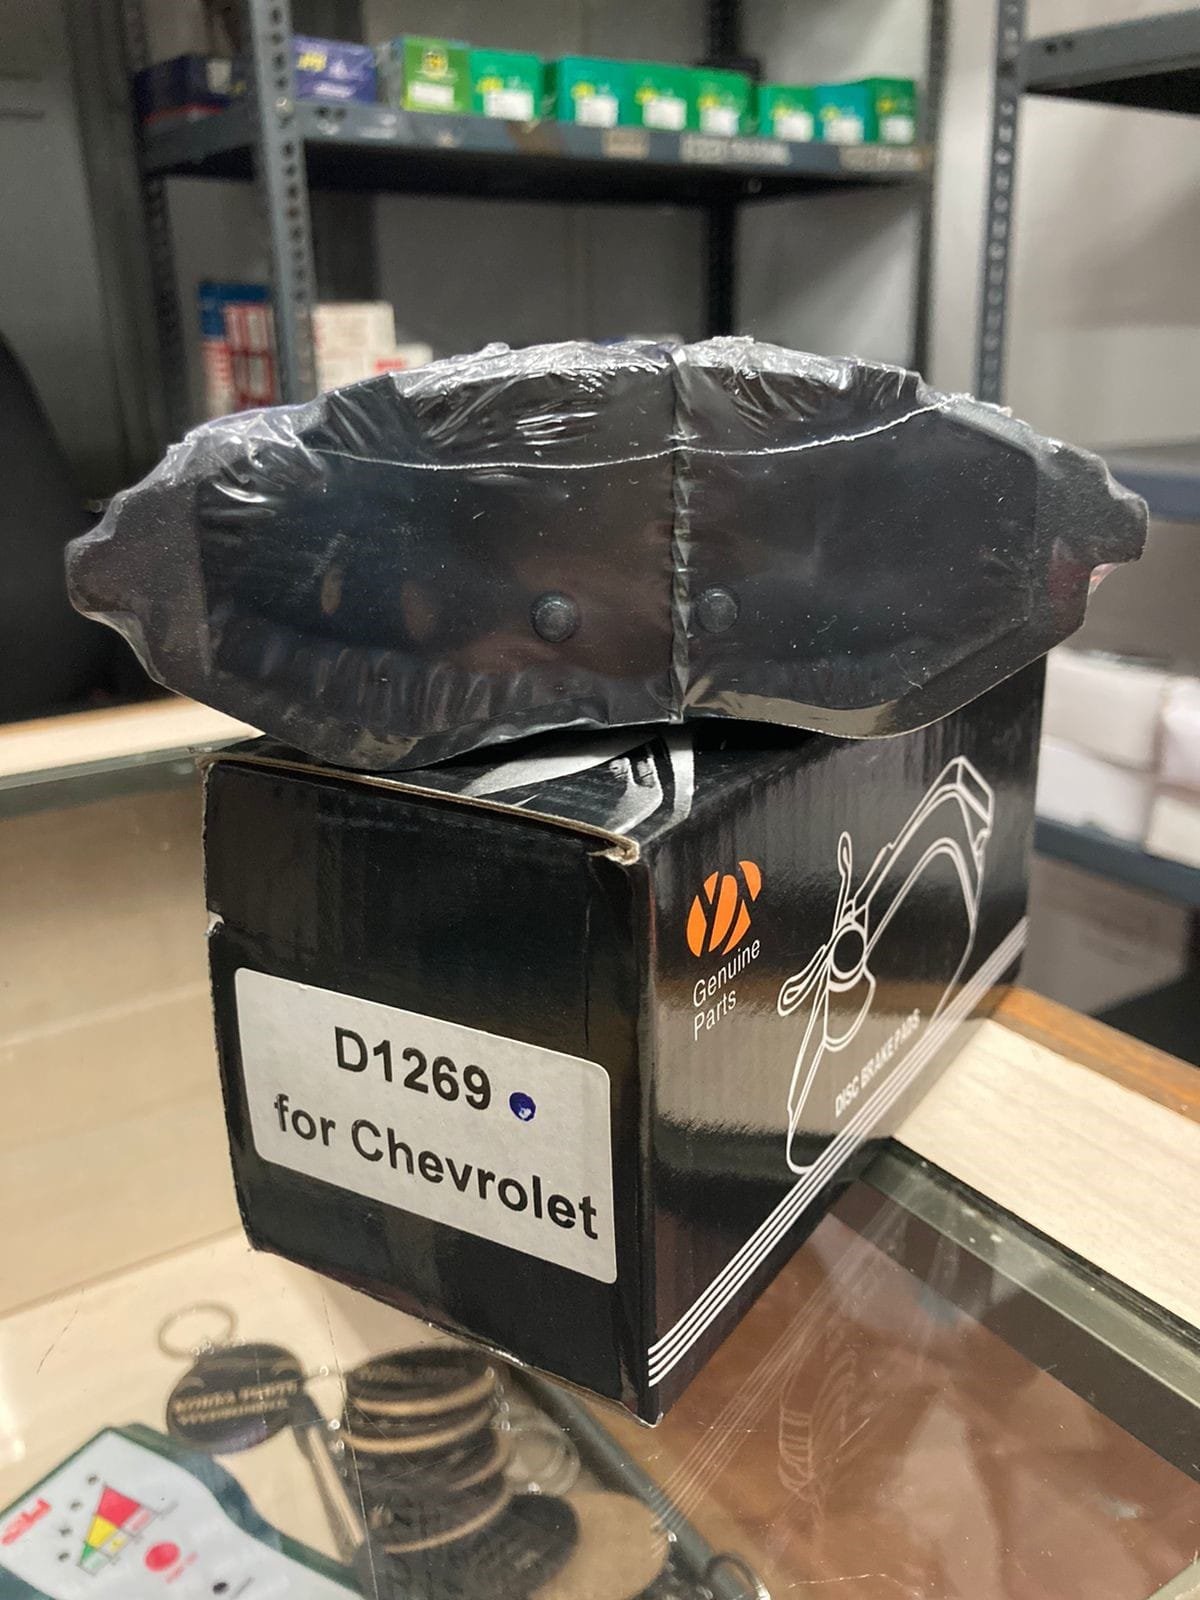 D1269
for Chevrolet
Genuine
Parts
DISC BRAKE PADS